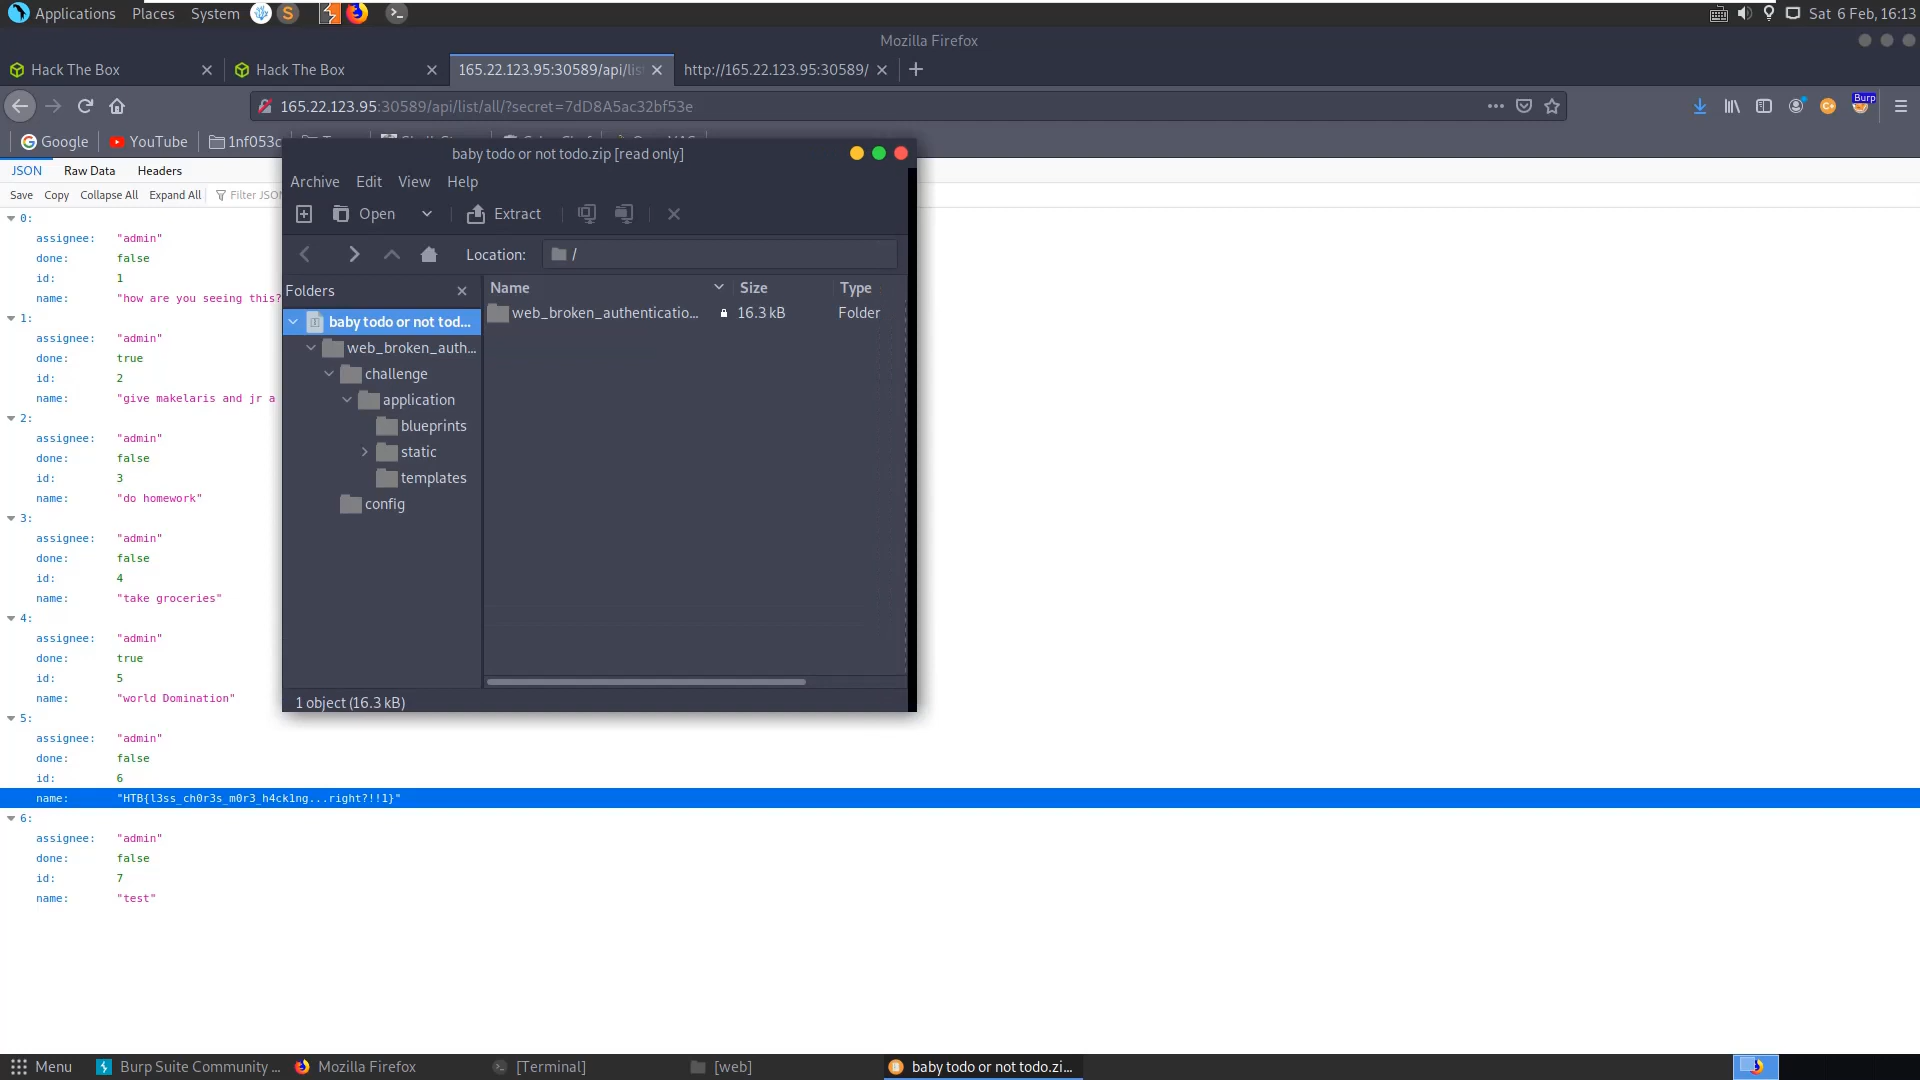 Applications Places System Sat 6 Feb, 16:13
Mozilla Firefox
Hack The Box Hack The Box 165.22.123.95:30589/api/lis http://165.22.123.95:30589/
165.22.123.95:30589/api/list/all/?secret=7dD8A5ac32bf53e Burp
Google YouTube 1nf053c
JSON Raw Data Headers
Save Copy Collapse All Expand All Filter JSON
0:
assignee: "admin"
done: false
id: 1
name: "how are you seeing this?
1:
assignee: "admin"
done: true
id: 2
name: "give makelaris and jr a
2:
assignee: "admin"
done: false
id: 3
name: "do homework"
3:
assignee: "admin"
done: false
id: 4
name: "take groceries"
4:
assignee: "admin"
done: true
id: 5
name: "world Domination"
5:
assignee: "admin"
done: false
id: 6
name: "HTB{l3ss_ch0r3s_m0r3_h4ck1ng...right?!!1}"
6:
assignee: "admin"
done: false
id: 7
name: "test"
baby todo or not todo.zip [read only]
Archive Edit View Help
Open Extract
Location: /
Folders
Name Size Type
baby todo or not tod...
web_broken_auth...
challenge
application
blueprints
static
templates
config
web_broken_authenticatio... 16.3 kB Folder
1 object (16.3 kB)
Menu Burp Suite Community ... Mozilla Firefox [Terminal] [web] baby todo or not todo.zi...